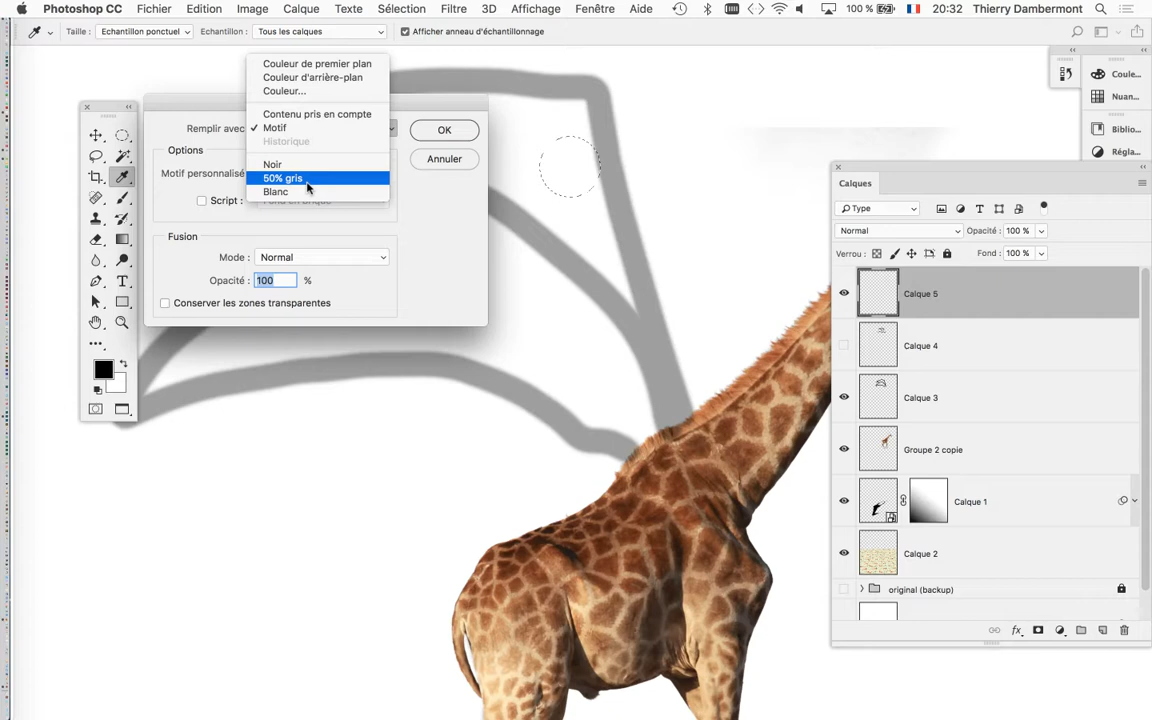 Photoshop CC Fichier Edition Image Calque Texte Sélection Filtre 3D Affichage Fenêtre Aide 100 % 20:32 Thierry Dambermont
Taille : Echantillon ponctuel Echantillon : Tous les calques Afficher anneau d'échantillonnage
Couleur de premier plan
Couleur d'arrière-plan
Couleur...
Contenu pris en compte
Motif
Historique
Noir
50% gris
Blanc
Remplir avec
OK
Options
Annuler
Motif personnalisé
Script :
Fusion
Mode : Normal
Opacité : 100 %
Conserver les zones transparentes
Coule...
Nuan...
Biblio...
Régla...
Calques
Type
Normal Opacité : 100 %
Verrou : Fond : 100 %
Calque 5
Calque 4
Calque 3
Groupe 2 copie
Calque 1
Calque 2
original (backup)
fx